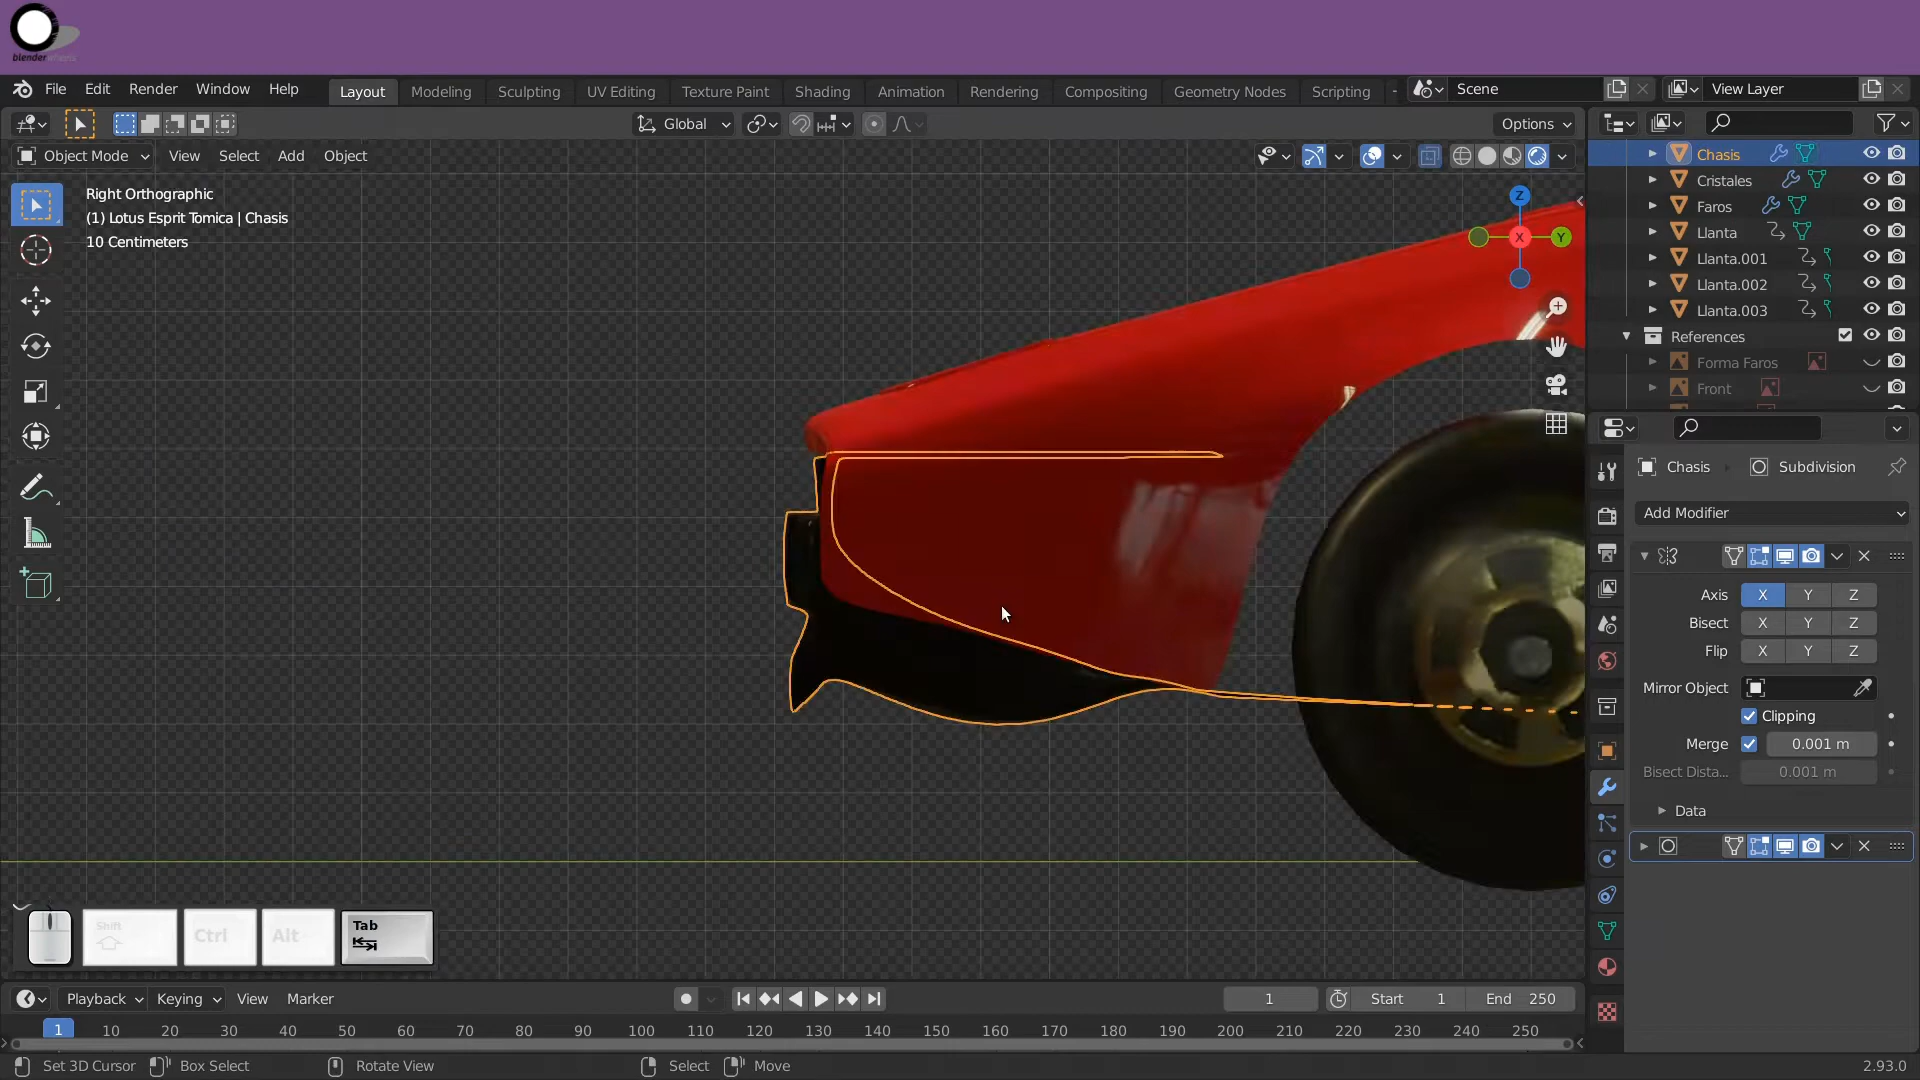 blenderwheels
File Edit Render Window Help Layout Modeling Sculpting UV Editing Texture Paint Shading Animation Rendering Compositing Geometry Nodes Scripting Scene View Layer
Global Options
Object Mode View Select Add Object
Right Orthographic
(1) Lotus Esprit Tomica | Chasis
10 Centimeters
Z
X
Y
Chasis
Cristales
Faros
Llanta
Llanta.001
Llanta.002
Llanta.003
References
Forma Faros
Front
Chasis Subdivision
Add Modifier
Axis X Y Z
Bisect X Y Z
Flip X Y Z
Mirror Object
Clipping
Merge 0.001 m
Bisect Dista... 0.001 m
Data
Shift Ctrl Alt Tab
Playback Keying View Marker 1 Start 1 End 250
1 10 20 30 40 50 60 70 80 90 100 110 120 130 140 150 160 170 180 190 200 210 220 230 240 250
Set 3D Cursor Box Select Rotate View Select Move 2.93.0